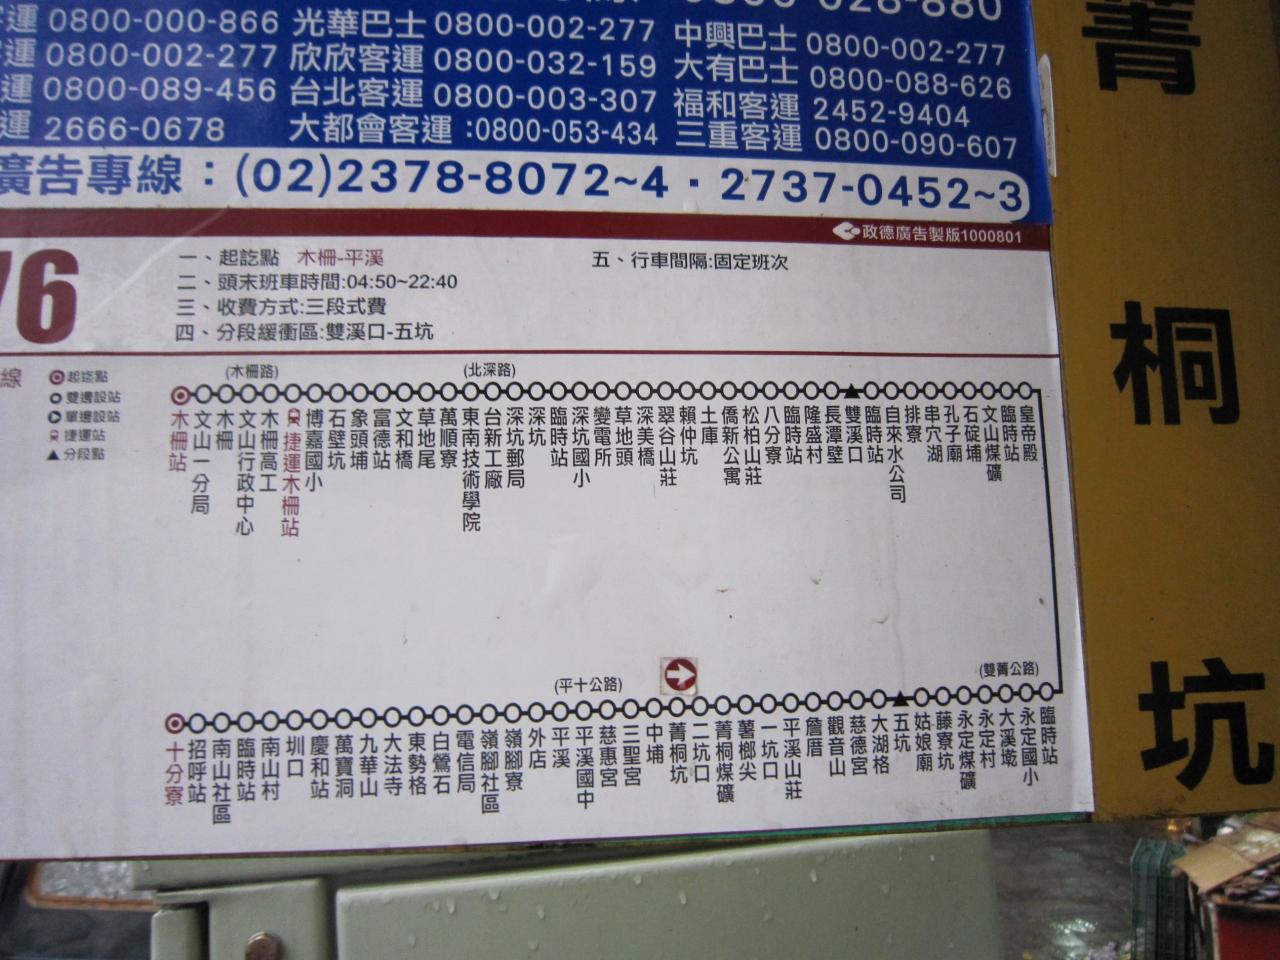 運 0800-000-866 光華巴士 0800-002-277 中興巴士 0800-002-277
運 0800-002-277 欣欣客運 0800-032-159 大有巴士 0800-088-626
運 0800-089-456 台北客運 0800-003-307 福和客運 2452-9404
運 2666-0678 大都會客運:0800-053-434 三重客運 0800-090-607
廣告專線：(02)2378-8072~4·2737-0452~3
政德廣告製版1000801
76
一、起訖點 木柵-平溪
二、頭末班車時間:04:50~22:40
三、收費方式:三段式費
四、分段緩衝區:雙溪口-五坑
五、行車間隔:固定班次
線
起訖點
雙邊設站
單邊設站
捷運站
分段點
(木柵路)
(北深路)
木柵站
文山一分局
木柵
文山行政中心
木柵高工
捷運木柵站
博嘉國小
石壁坑
象頭埔
富德站
文和橋
草地尾
萬順寮
東南技術學院
台新工廠
深坑郵局
深坑
臨時站
深坑國小
變電所
草地頭
深美橋
翠谷山莊
賴仲坑
土庫
僑新公寓
松柏山莊
八分寮
臨時站
隆盛村
長潭壁
雙溪口
臨時站
自來水公司
排寮
串穴湖
孔子廟
石碇埔
文山煤礦
臨時站
皇帝殿
(平十公路)
(雙菁公路)
十分寮
招呼站
南山社區
臨時站
南山村
圳口
慶和站
萬寶洞
九華山
大法寺
東勢格
白鶯石
電信局
嶺腳社區
嶺腳寮
外店
平溪
平溪國中
慈惠宮
三聖宮
中埔
菁桐坑
二坑口
菁桐煤礦
薯榔尖
一坑口
平溪山莊
詹厝
觀音山
慈德宮
大湖格
五坑
姑娘廟
藤寮坑
永定煤礦
永定村
大溪墘
永定國小
臨時站
菁桐坑